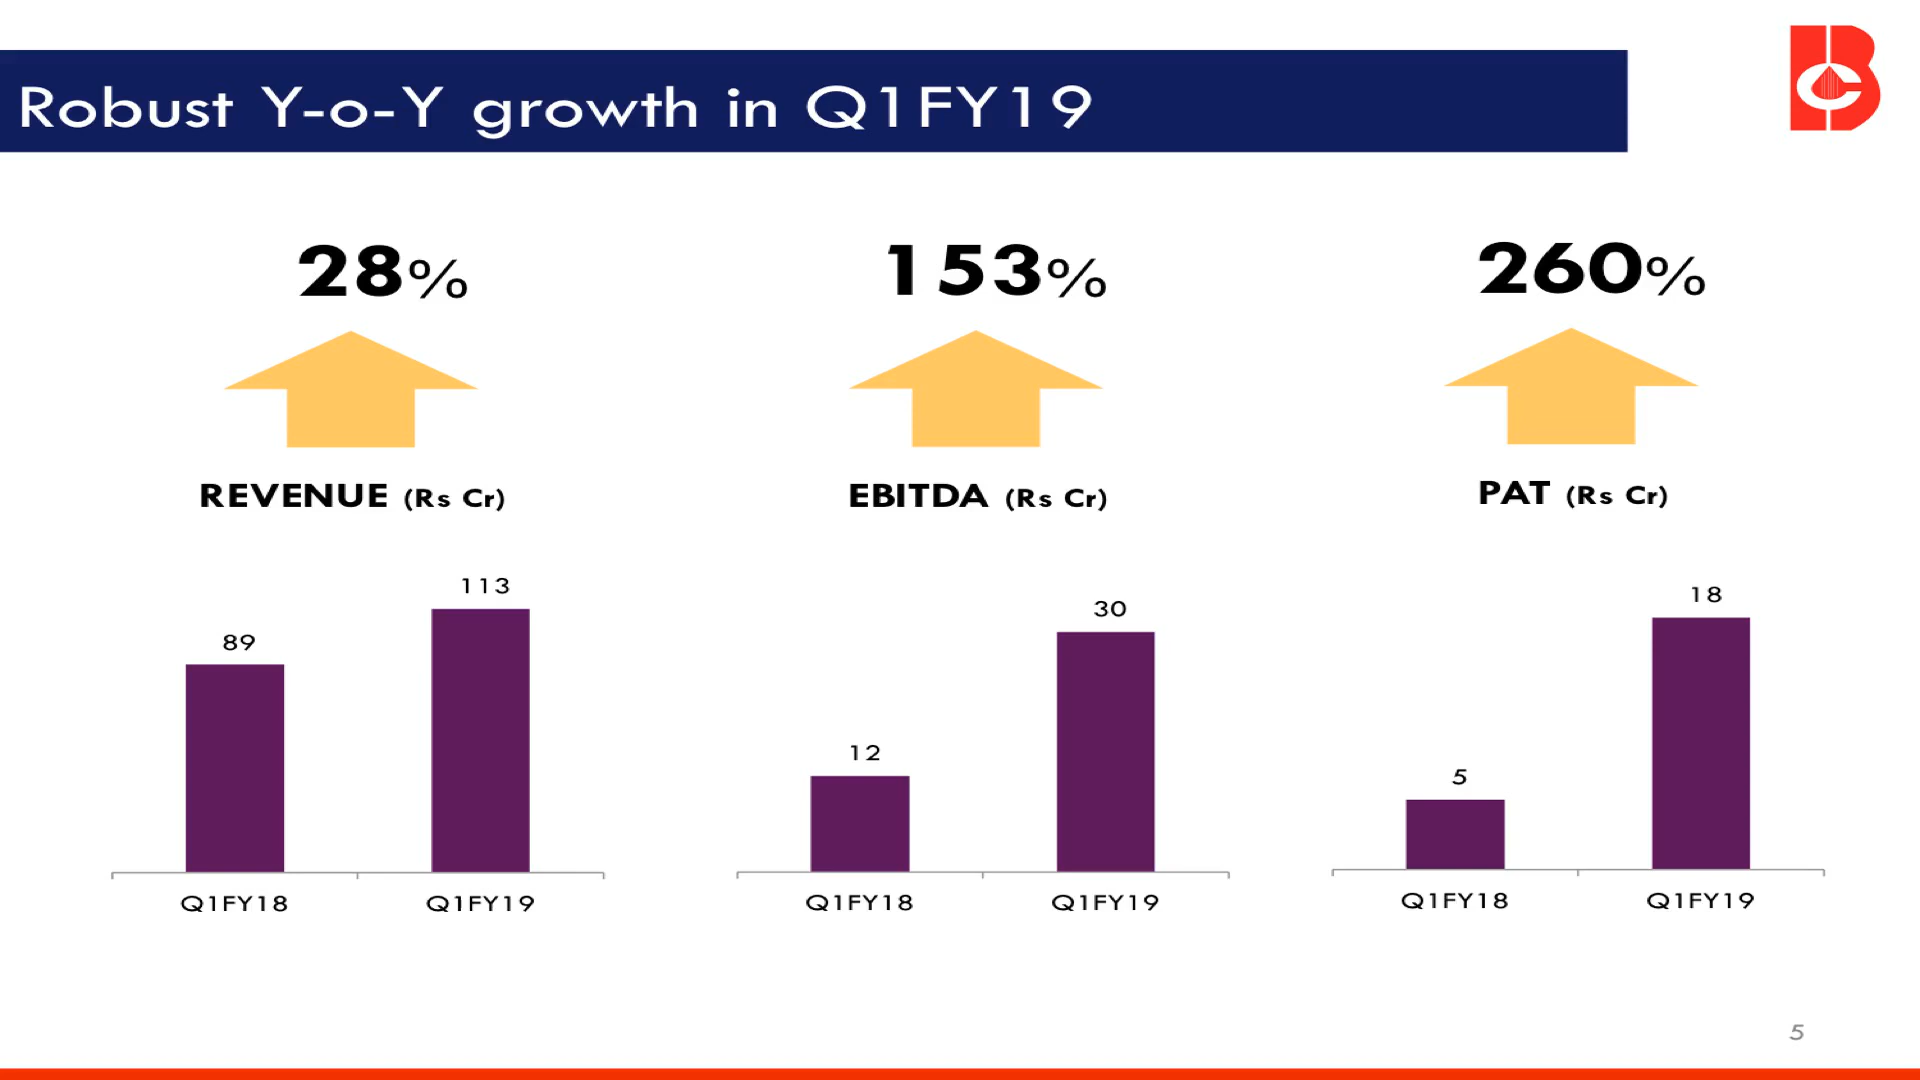 Robust Y-o-Y growth in Q1FY19
28%
153%
260%
REVENUE (Rs Cr)
EBITDA (Rs Cr)
PAT (Rs Cr)
89
113
Q1FY18
Q1FY19
12
30
Q1FY18
Q1FY19
5
18
Q1FY18
Q1FY19
5